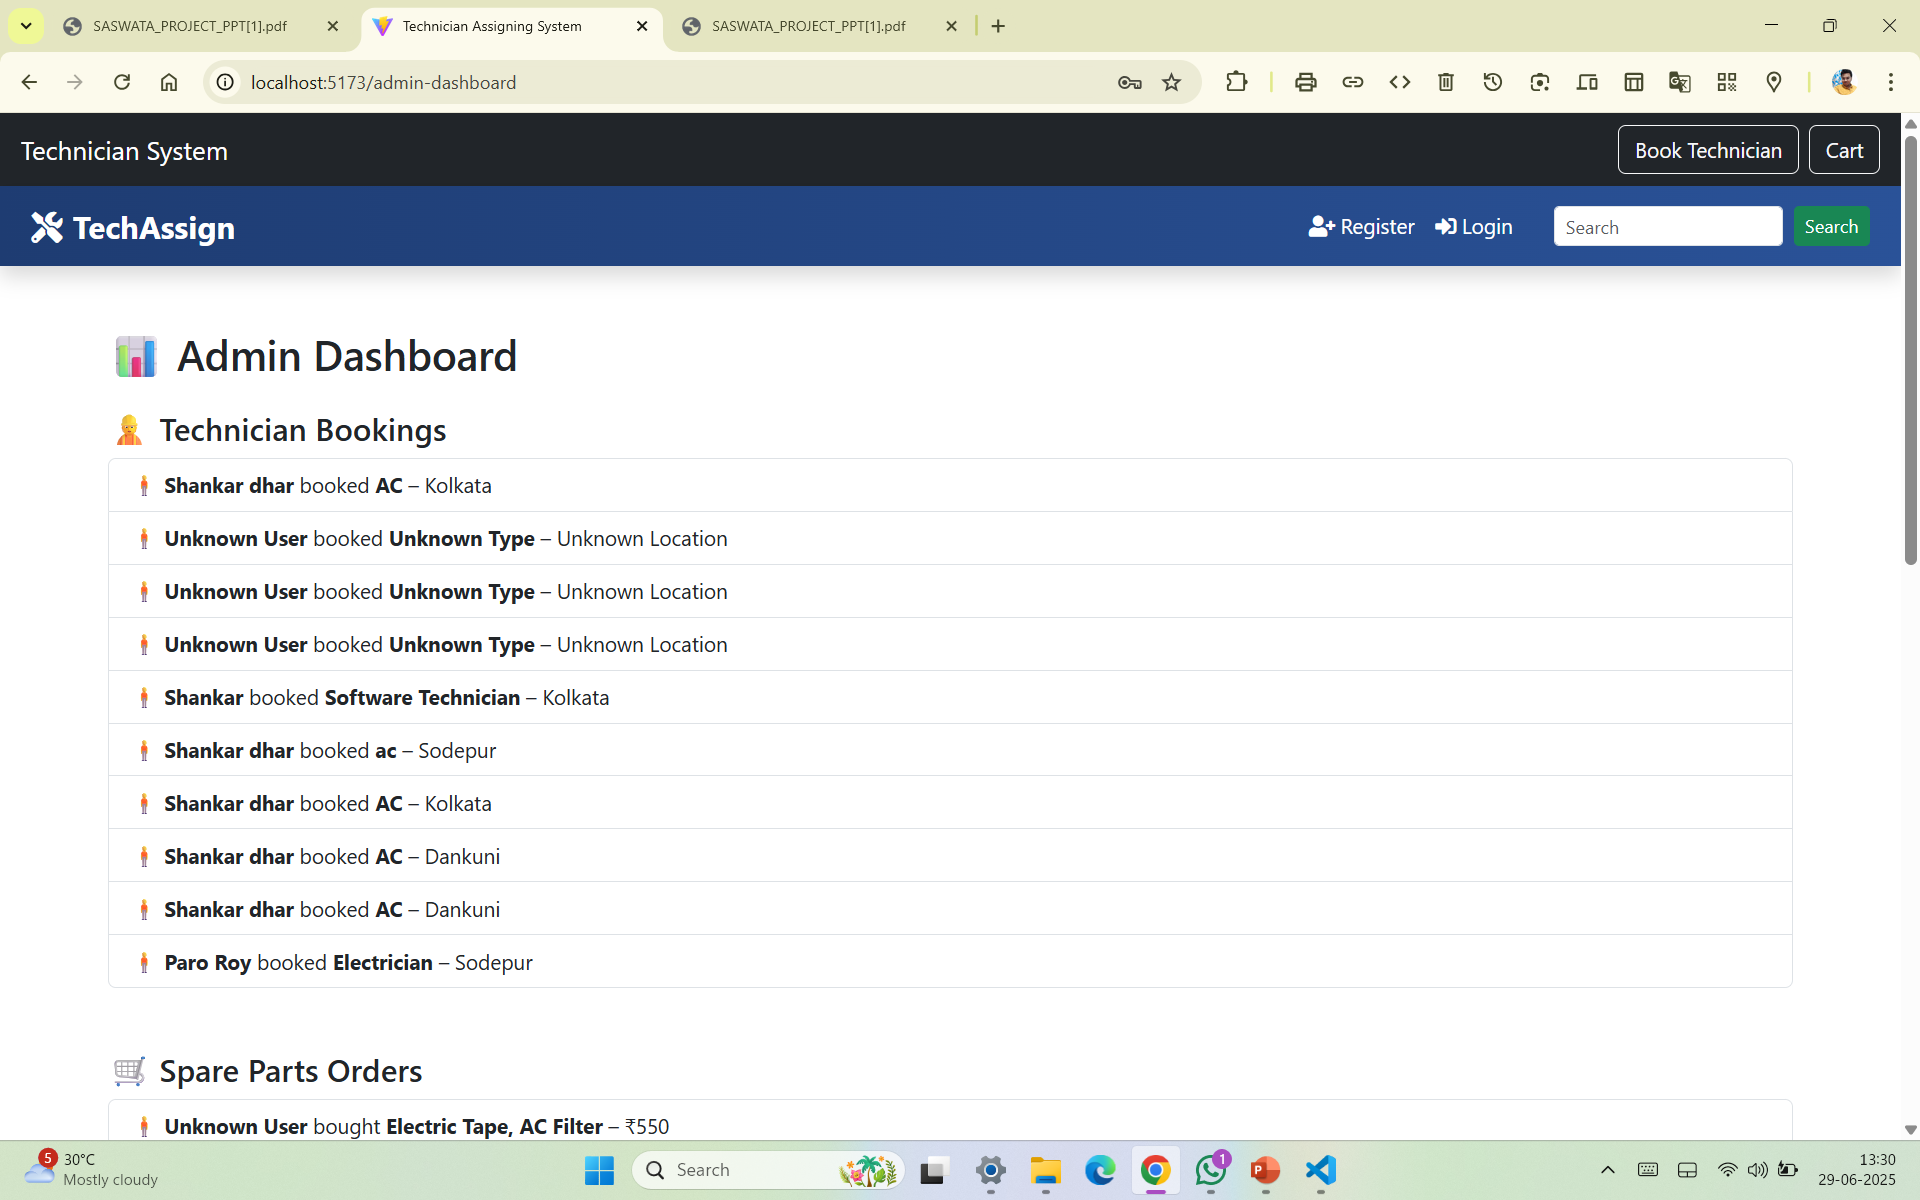 SASWATA_PROJECT_PPT[1].pdf
Technician Assigning System
SASWATA_PROJECT_PPT[1].pdf
localhost:5173/admin-dashboard
Technician System
Book Technician
Cart
TechAssign
Register
Login
Search
Search
Admin Dashboard
Technician Bookings
Shankar dhar booked AC – Kolkata
Unknown User booked Unknown Type – Unknown Location
Unknown User booked Unknown Type – Unknown Location
Unknown User booked Unknown Type – Unknown Location
Shankar booked Software Technician – Kolkata
Shankar dhar booked ac – Sodepur
Shankar dhar booked AC – Kolkata
Shankar dhar booked AC – Dankuni
Shankar dhar booked AC – Dankuni
Paro Roy booked Electrician – Sodepur
Spare Parts Orders
Unknown User bought Electric Tape, AC Filter – ₹550
5
30°C
Mostly cloudy
Search
1
13:30
29-06-2025